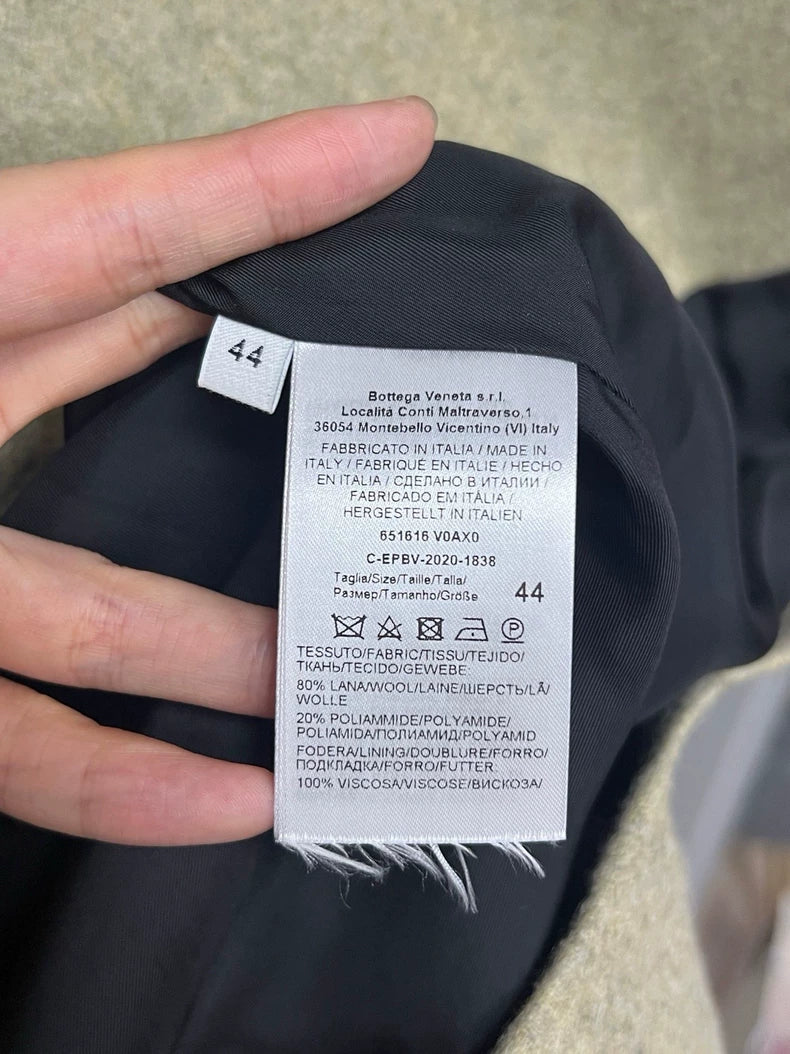 44
Bottega Veneta s.r.l.
Località Conti Maltraverso,1
36054 Montebello Vicentino (VI) Italy
FABBRICATO IN ITALIA / MADE IN
ITALY / FABRIQUÉ EN ITALIE / HECHO
EN ITALIA / СДЕЛАНО В ИТАЛИИ /
FABRICADO EM ITÁLIA /
HERGESTELLT IN ITALIEN
651616 V0AX0
C-EPBV-2020-1838
Taglia/Size/Taille/Talla/
Размер/Tamanho/Größe 44
P
TESSUTO/FABRIC/TISSU/TEJIDO/
ТКАНЬ/TECIDO/GEWEBE:
80% LANA/WOOL/LAINE/ШЕРСТЬ/LÃ/
WOLLE
20% POLIAMMIDE/POLYAMIDE/
POLIAMIDA/ПОЛИАМИД/POLYAMID
FODERA/LINING/DOUBLURE/FORRO/
ПОДКЛАДКА/FORRO/FUTTER:
100% VISCOSA/VISCOSE/ВИСКОЗА/